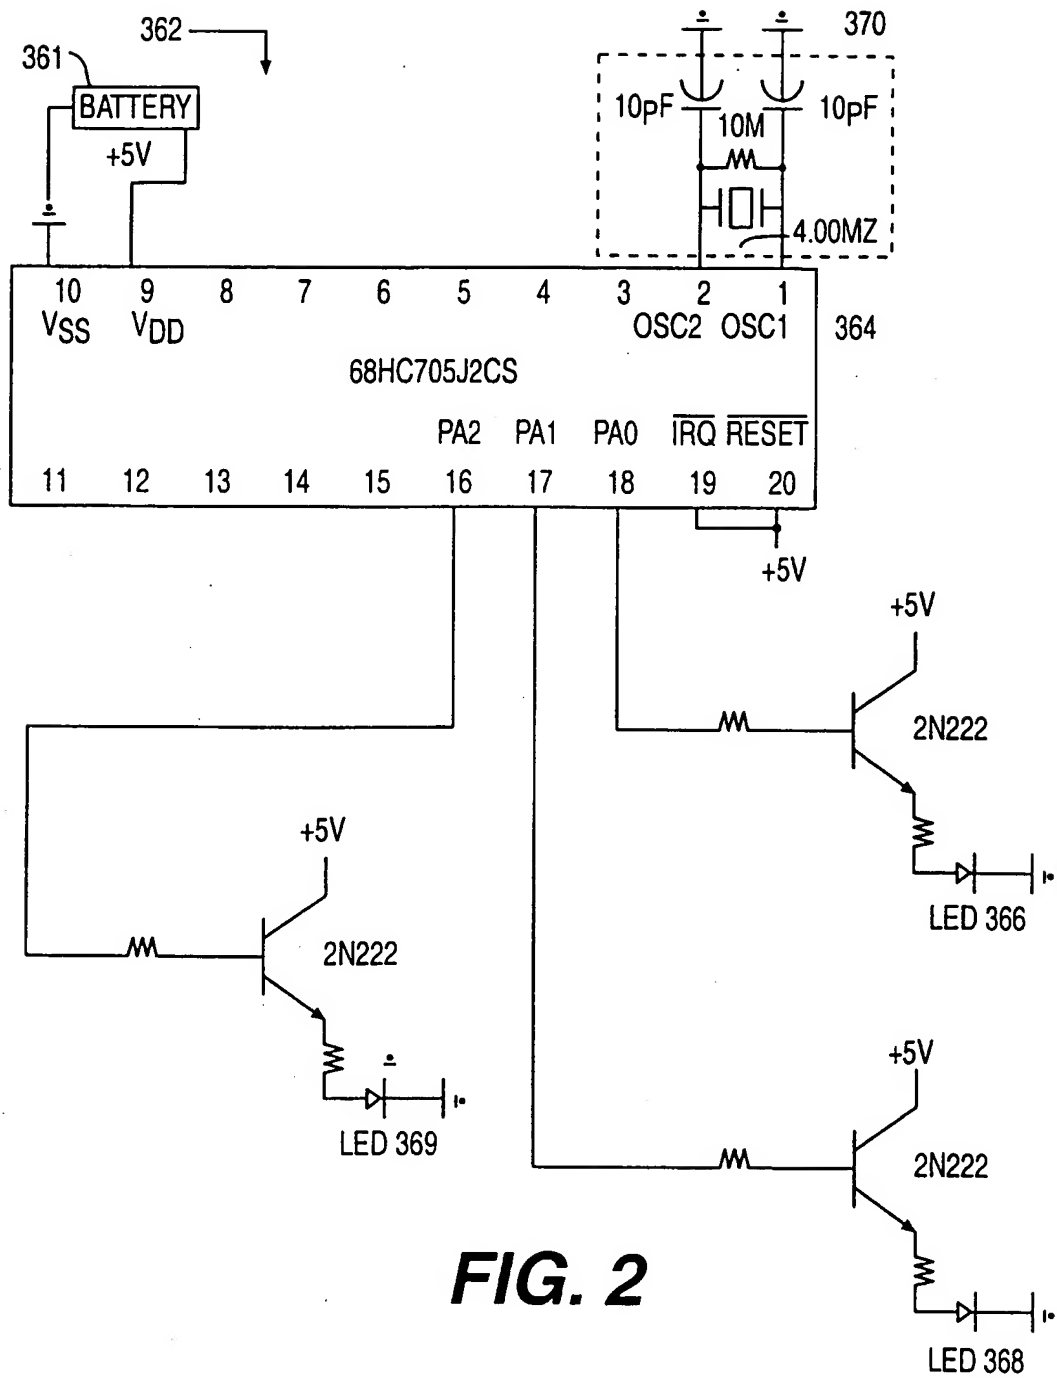 362
370
361
BATTERY
+5V
10pF
10pF
10M
4.00MZ
10 9 8 7 6 5 4 3 2 1
VSS VDD OSC2 OSC1
364
68HC705J2CS
PA2 PA1 PA0 IRQ RESET
11 12 13 14 15 16 17 18 19 20
+5V
+5V
2N222
LED 366
+5V
2N222
LED 369
+5V
2N222
LED 368
FIG. 2